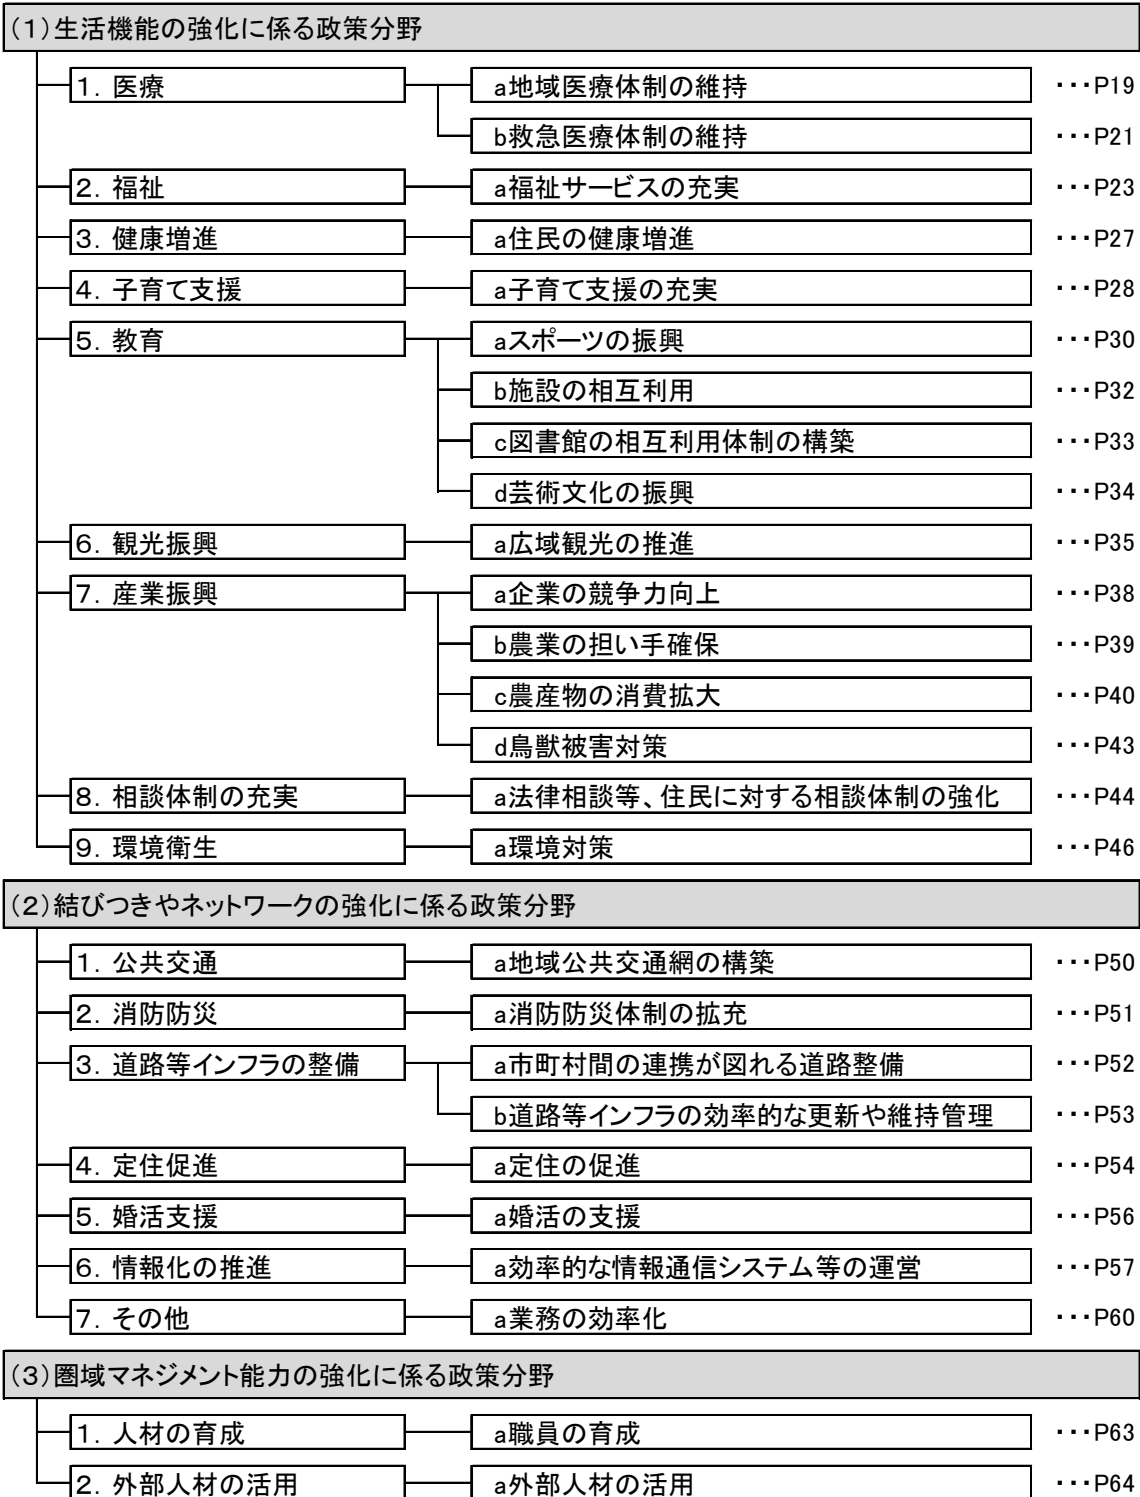 (1)生活機能の強化に係る政策分野
1．医療 a地域医療体制の維持 ・・・P19
b救急医療体制の維持 ・・・P21
2．福祉 a福祉サービスの充実 ・・・P23
3．健康増進 a住民の健康増進 ・・・P27
4．子育て支援 a子育て支援の充実 ・・・P28
5．教育 aスポーツの振興 ・・・P30
b施設の相互利用 ・・・P32
c図書館の相互利用体制の構築 ・・・P33
d芸術文化の振興 ・・・P34
6．観光振興 a広域観光の推進 ・・・P35
7．産業振興 a企業の競争力向上 ・・・P38
b農業の担い手確保 ・・・P39
c農産物の消費拡大 ・・・P40
d鳥獣被害対策 ・・・P43
8．相談体制の充実 a法律相談等、住民に対する相談体制の強化 ・・・P44
9．環境衛生 a環境対策 ・・・P46
(2)結びつきやネットワークの強化に係る政策分野
1．公共交通 a地域公共交通網の構築 ・・・P50
2．消防防災 a消防防災体制の拡充 ・・・P51
3．道路等インフラの整備 a市町村間の連携が図れる道路整備 ・・・P52
b道路等インフラの効率的な更新や維持管理 ・・・P53
4．定住促進 a定住の促進 ・・・P54
5．婚活支援 a婚活の支援 ・・・P56
6．情報化の推進 a効率的な情報通信システム等の運営 ・・・P57
7．その他 a業務の効率化 ・・・P60
(3)圏域マネジメント能力の強化に係る政策分野
1．人材の育成 a職員の育成 ・・・P63
2．外部人材の活用 a外部人材の活用 ・・・P64